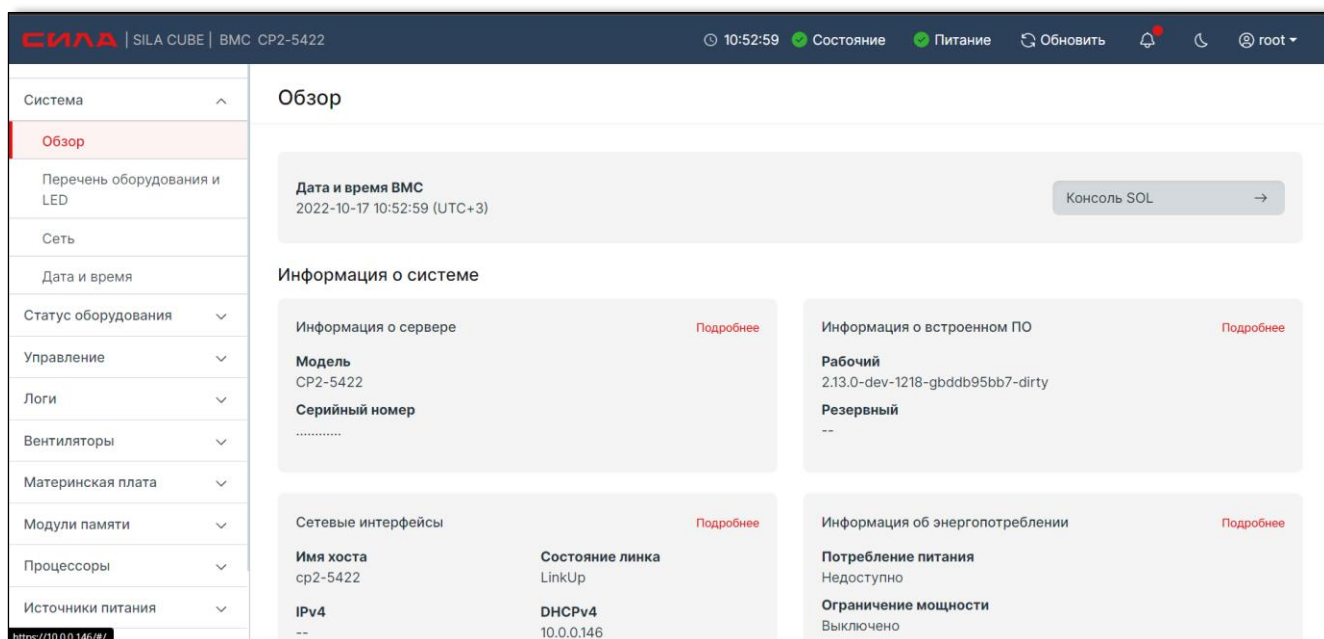 СИЛА | SILA CUBE | BMC CP2-5422
10:52:59 Состояние Питание Обновить root
Система
Обзор
Перечень оборудования и
LED
Сеть
Дата и время
Статус оборудования
Управление
Логи
Вентиляторы
Материнская плата
Модули памяти
Процессоры
Источники питания
https://10.0.0.146/#/
Обзор
Дата и время BMC
2022-10-17 10:52:59 (UTC+3)
Консоль SOL →
Информация о системе
Информация о сервере Подробнее
Модель
CP2-5422
Серийный номер
............
Информация о встроенном ПО Подробнее
Рабочий
2.13.0-dev-1218-gbddb95bb7-dirty
Резервный
--
Сетевые интерфейсы Подробнее
Имя хоста Состояние линка
cp2-5422 LinkUp
IPv4 DHCPv4
-- 10.0.0.146
Информация об энергопотреблении Подробнее
Потребление питания
Недоступно
Ограничение мощности
Выключено